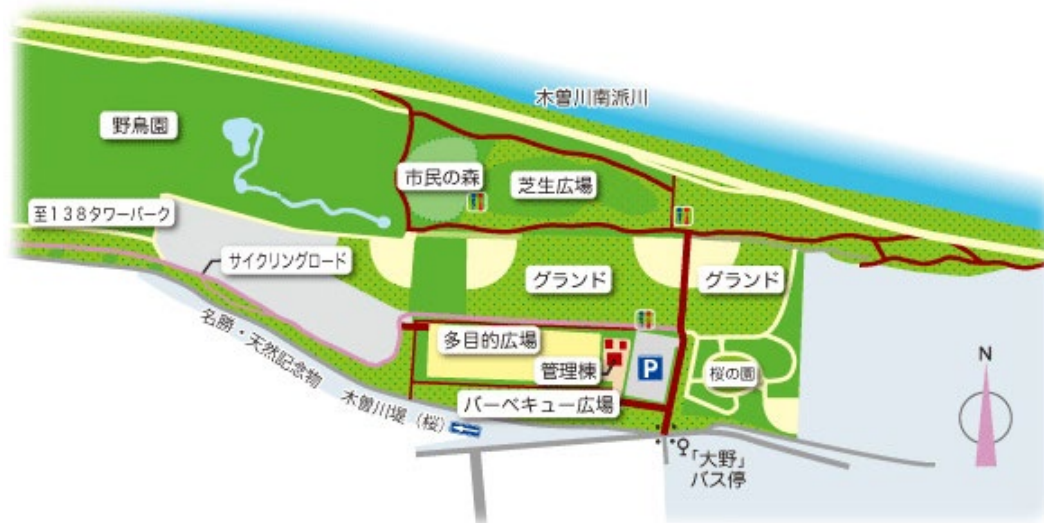 木曽川南派川
野鳥園
市民の森
芝生広場
至138タワーパーク
サイクリングロード
グランド
グランド
多目的広場
管理棟
P
桜の園
バーベキュー広場
名勝・天然記念物 木曽川堤（桜）
「大野」
バス停
N